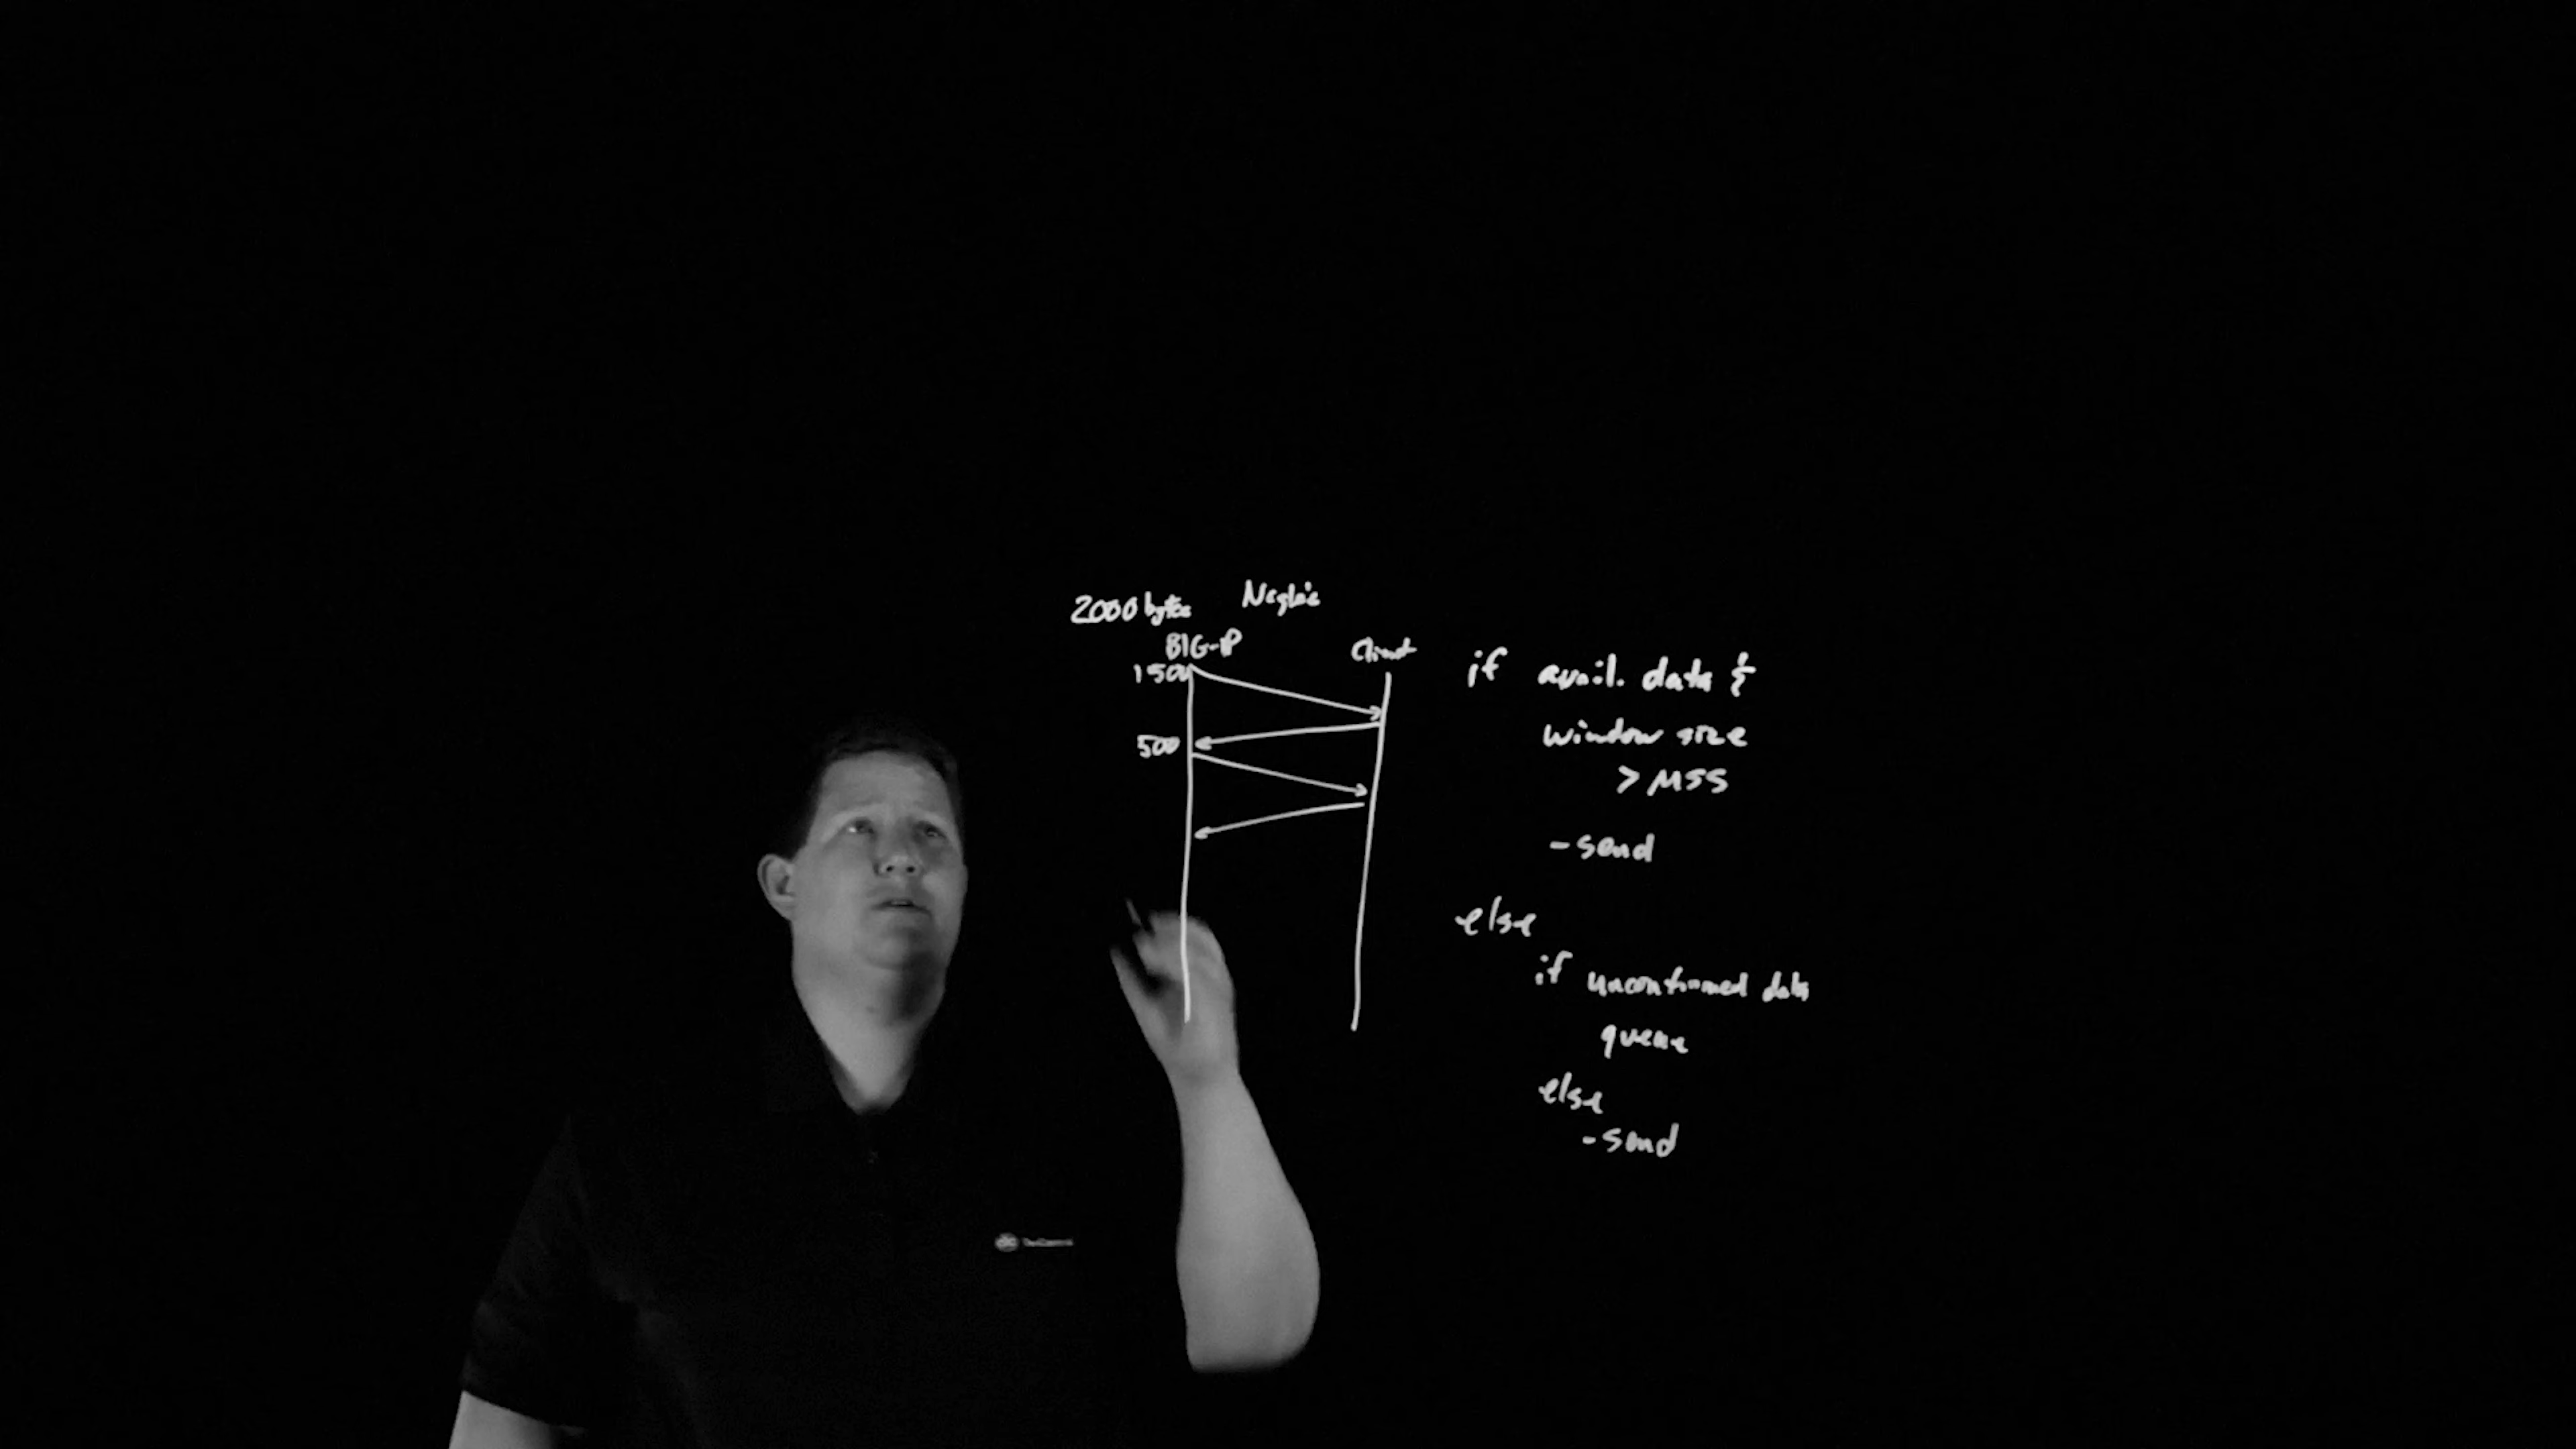 2000 bytes Nagle's
BIG-IP
Client
1500
500
if avail. data &
window size
> MSS
- send
else
if unconfirmed data
queue
else
- send